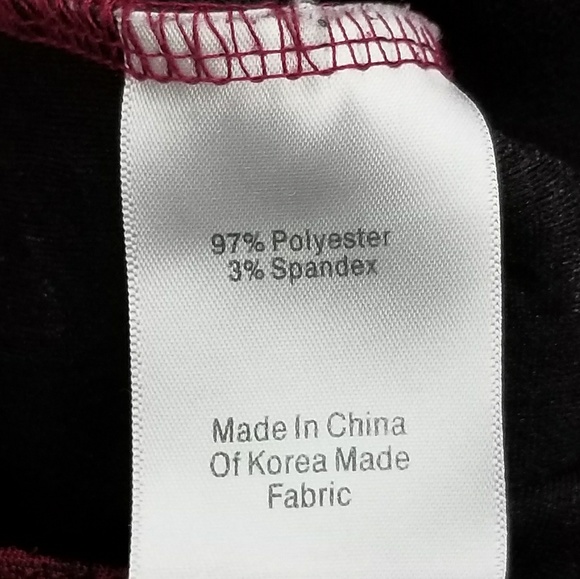 97% Polyester
3% Spandex
Made In China
Of Korea Made
Fabric